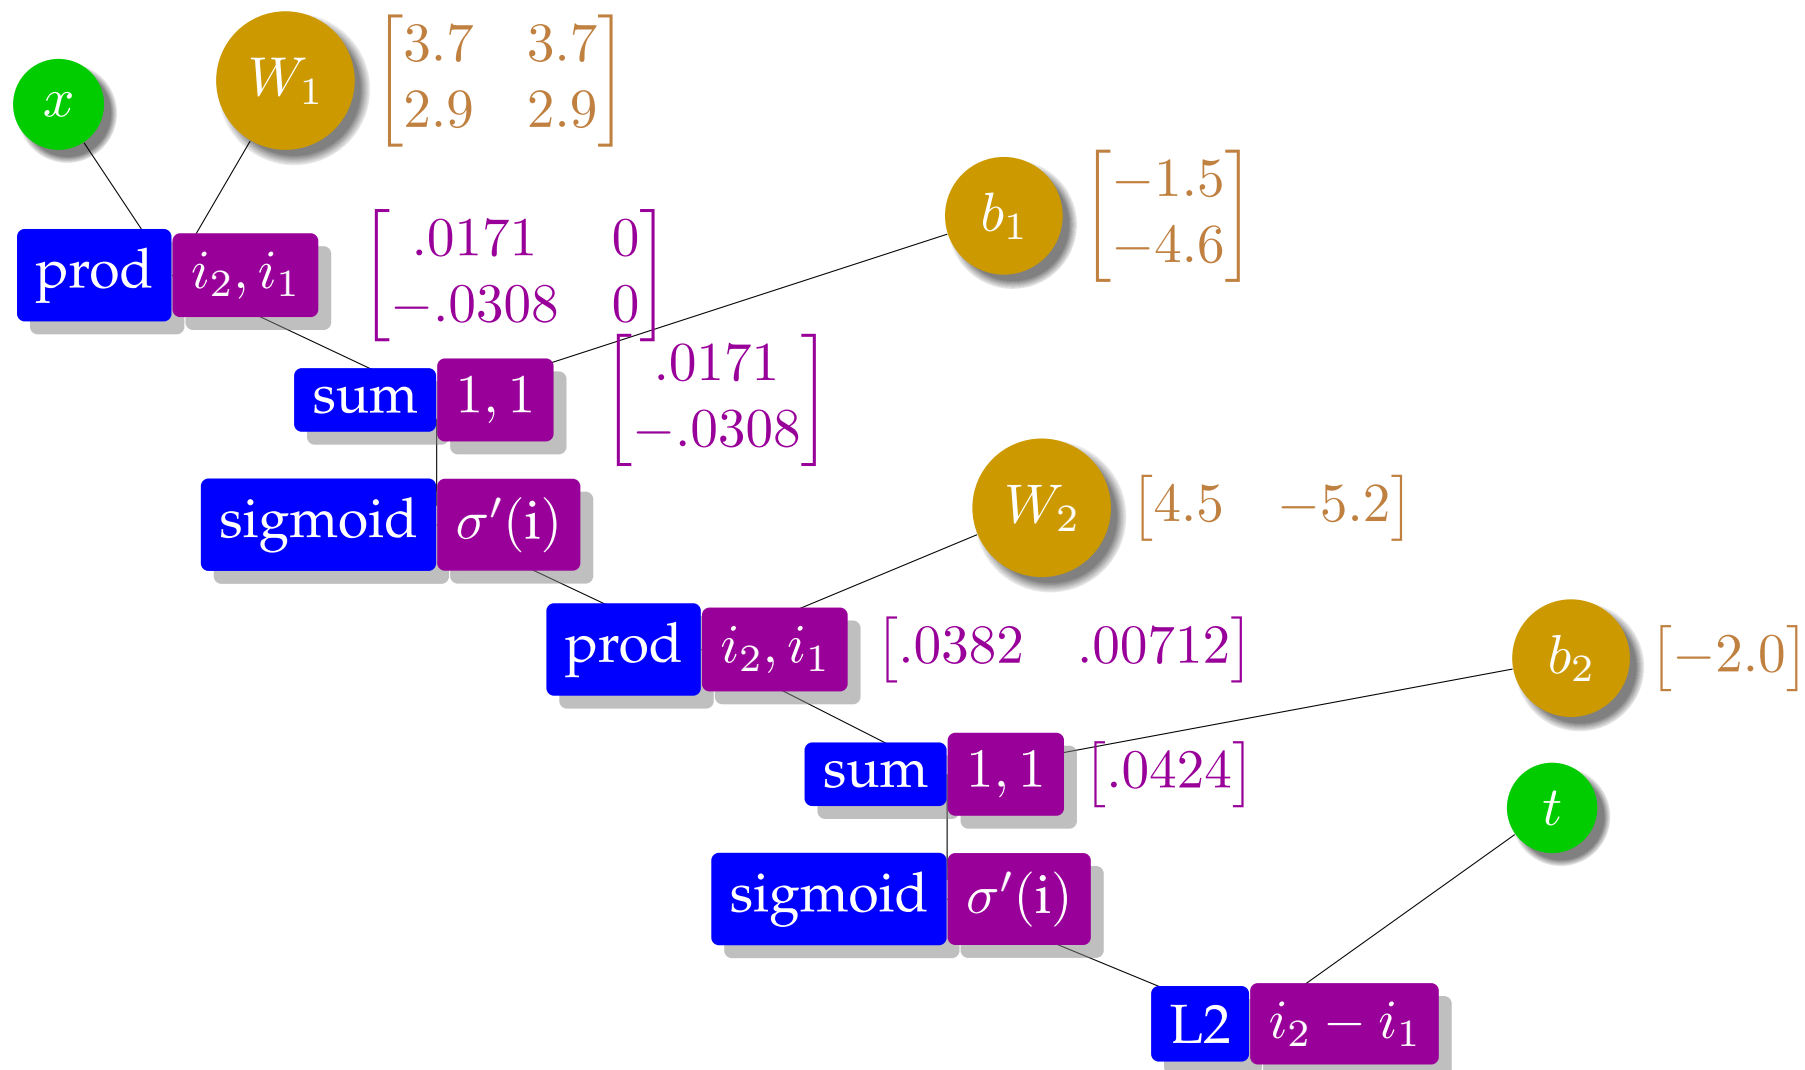 x
W₁
[3.7 3.7
2.9 2.9]
b₁
[−1.5
−4.6]
prod i₂, i₁
[.0171 0
−.0308 0]
sum 1, 1
[.0171
−.0308]
sigmoid σ′(i)
W₂
[4.5 −5.2]
prod i₂, i₁
[.0382 .00712]
b₂
[−2.0]
sum 1, 1
[.0424]
t
sigmoid σ′(i)
L2 i₂ − i₁